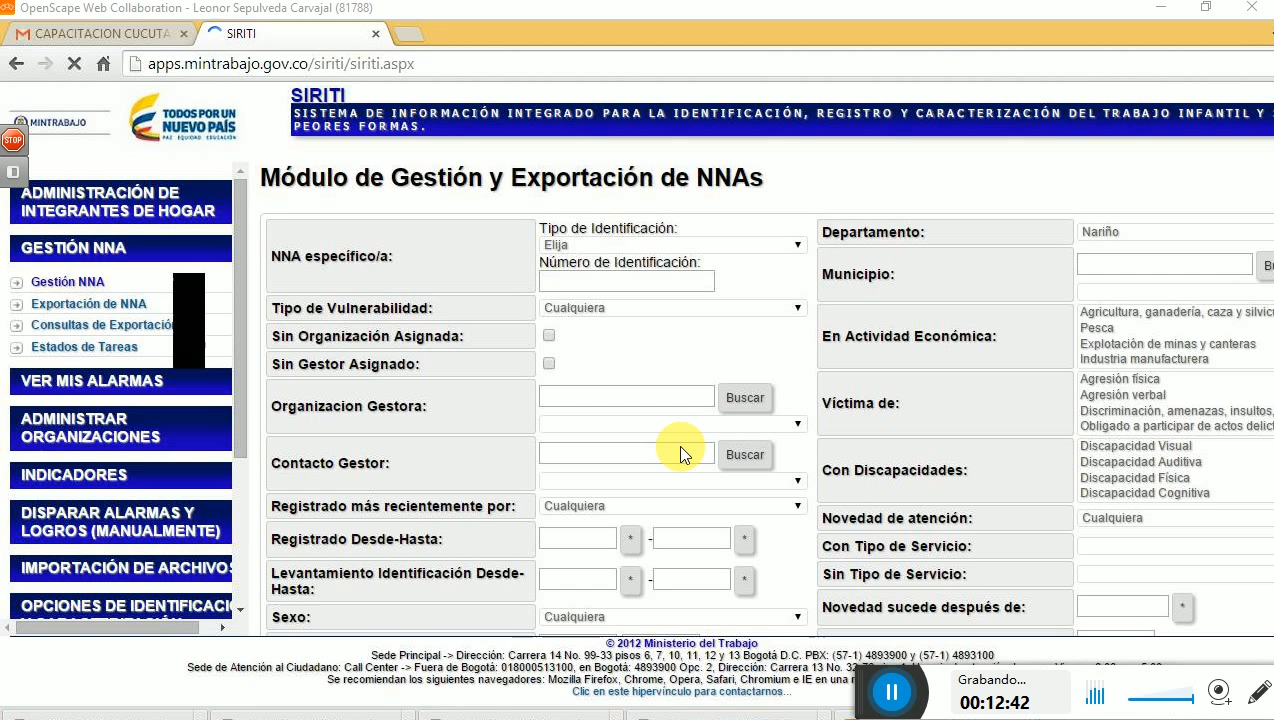 OpenScape Web Collaboration - Leonor Sepulveda Carvajal (81788)
CAPACITACION CUCUTA
SIRITI
apps.mintrabajo.gov.co/siriti/siriti.aspx
MINTRABAJO
TODOS POR UN
NUEVO PAÍS
PAZ EQUIDAD EDUCACIÓN
SIRITI
SISTEMA DE INFORMACIÓN INTEGRADO PARA LA IDENTIFICACIÓN, REGISTRO Y CARACTERIZACIÓN DEL TRABAJO INFANTIL Y
PEORES FORMAS.
STOP
ADMINISTRACIÓN DE
INTEGRANTES DE HOGAR
GESTIÓN NNA
Gestión NNA
Exportación de NNA
Consultas de Exportación
Estados de Tareas
VER MIS ALARMAS
ADMINISTRAR
ORGANIZACIONES
INDICADORES
DISPARAR ALARMAS Y
LOGROS (MANUALMENTE)
IMPORTACIÓN DE ARCHIVOS
OPCIONES DE IDENTIFICACI
Módulo de Gestión y Exportación de NNAs
NNA específico/a:
Tipo de Identificación:
Elija
Número de Identificación:
Tipo de Vulnerabilidad:
Cualquiera
Sin Organización Asignada:
Sin Gestor Asignado:
Organizacion Gestora:
Buscar
Contacto Gestor:
Buscar
Registrado más recientemente por:
Cualquiera
Registrado Desde-Hasta:
* - *
Levantamiento Identificación Desde-
Hasta:
* - *
Sexo:
Cualquiera
Departamento:
Nariño
Municipio:
Bu
En Actividad Económica:
Agricultura, ganadería, caza y silvicu
Pesca
Explotación de minas y canteras
Industria manufacturera
Víctima de:
Agresión física
Agresión verbal
Discriminación, amenazas, insultos,
Obligado a participar de actos delict
Con Discapacidades:
Discapacidad Visual
Discapacidad Auditiva
Discapacidad Física
Discapacidad Cognitiva
Novedad de atención:
Cualquiera
Con Tipo de Servicio:
Sin Tipo de Servicio:
Novedad sucede después de:
*
© 2012 Ministerio del Trabajo
Sede Principal -> Dirección: Carrera 14 No. 99-33 pisos 6, 7, 10, 11, 12 y 13 Bogotá D.C. PBX: (57-1) 4893900 y (57-1) 4893100
Sede de Atención al Ciudadano: Call Center -> Fuera de Bogotá: 018000513100, en Bogotá: 4893900 Opc. 2, Dirección: Carrera 13 No.
Se recomiendan los siguientes navegadores: Mozilla Firefox, Chrome, Opera, Safari, Chromium e IE en una
Clic en este hipervínculo para contactarnos...
Grabando...
00:12:42